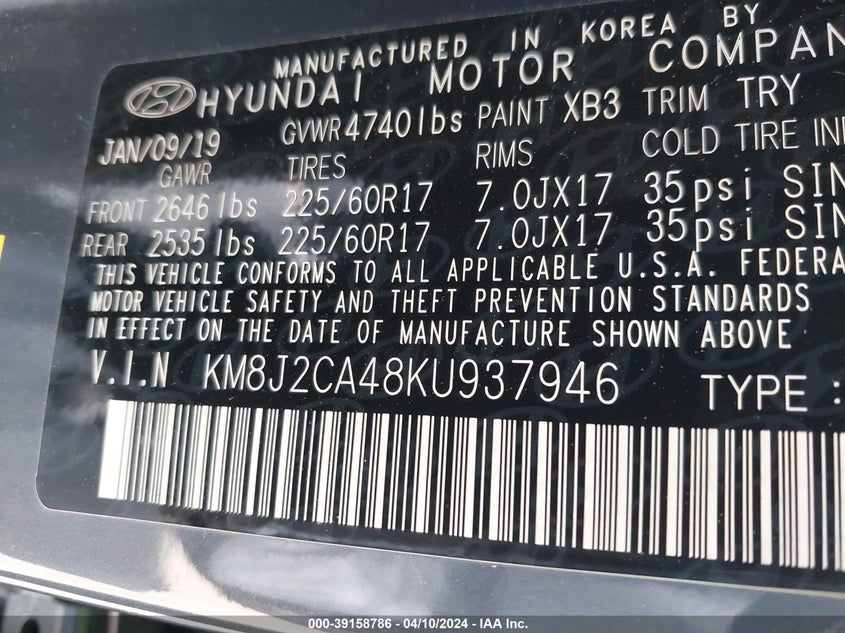 MANUFACTURED IN KOREA BY
HYUNDAI MOTOR COMPAN
JAN/09/19 GVWR 4740lbs PAINT XB3 TRIM TRY
GAWR TIRES RIMS COLD TIRE IN
FRONT 2646lbs 225/60R17 7.0JX17 35psi SIN
REAR 2535lbs 225/60R17 7.0JX17 35psi SIN
THIS VEHICLE CONFORMS TO ALL APPLICABLE U.S.A. FEDERA
MOTOR VEHICLE SAFETY AND THEFT PREVENTION STANDARDS
IN EFFECT ON THE DATE OF MANUFACTURE SHOWN ABOVE
V.I.N KM8J2CA48KU937946 TYPE :
000-39158786 - 04/10/2024 - IAA Inc.